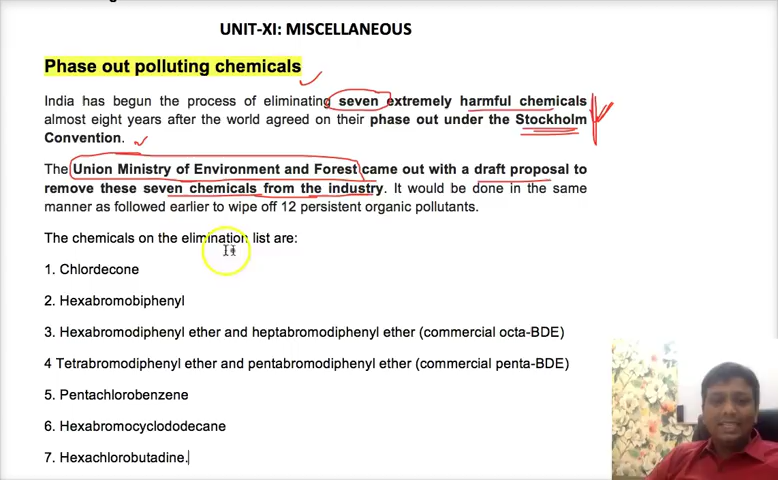 UNIT-XI: MISCELLANEOUS
Phase out polluting chemicals
India has begun the process of eliminating seven extremely harmful chemicals
almost eight years after the world agreed on their phase out under the Stockholm
Convention.
The Union Ministry of Environment and Forest came out with a draft proposal to
remove these seven chemicals from the industry. It would be done in the same
manner as followed earlier to wipe off 12 persistent organic pollutants.
The chemicals on the elimination list are:
1. Chlordecone
2. Hexabromobiphenyl
3. Hexabromodiphenyl ether and heptabromodiphenyl ether (commercial octa-BDE)
4 Tetrabromodiphenyl ether and pentabromodiphenyl ether (commercial penta-BDE)
5. Pentachlorobenzene
6. Hexabromocyclododecane
7. Hexachlorobutadine.